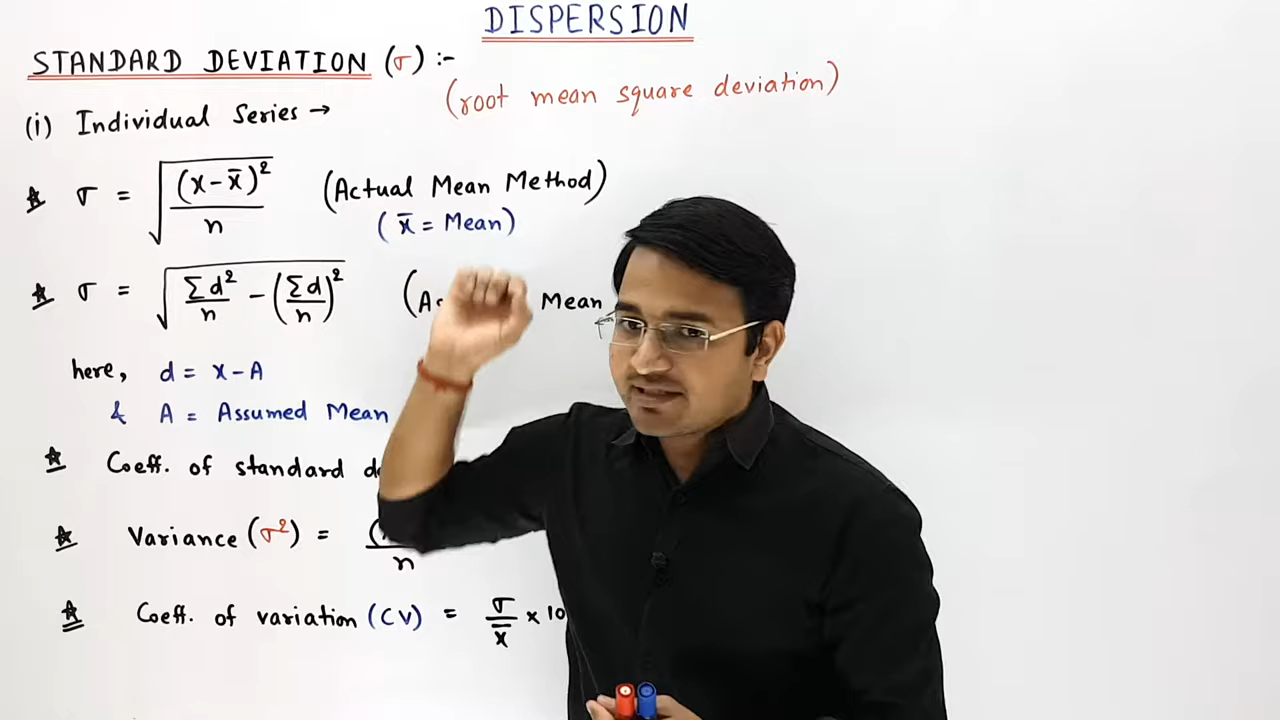 DISPERSION
STANDARD DEVIATION (σ) :-
(root mean square deviation)
(i) Individual Series →
★ σ = √((x-x̄)²/n) (Actual Mean Method)
(x̄ = Mean)
★ σ = √(Σd²/n - (Σd/n)²) ( Mean
here, d = x-A
& A = Assumed Mean
★ Coeff. of standard
★ Variance (σ²) = n
★ Coeff. of variation (CV) = σ/x̄ × 10